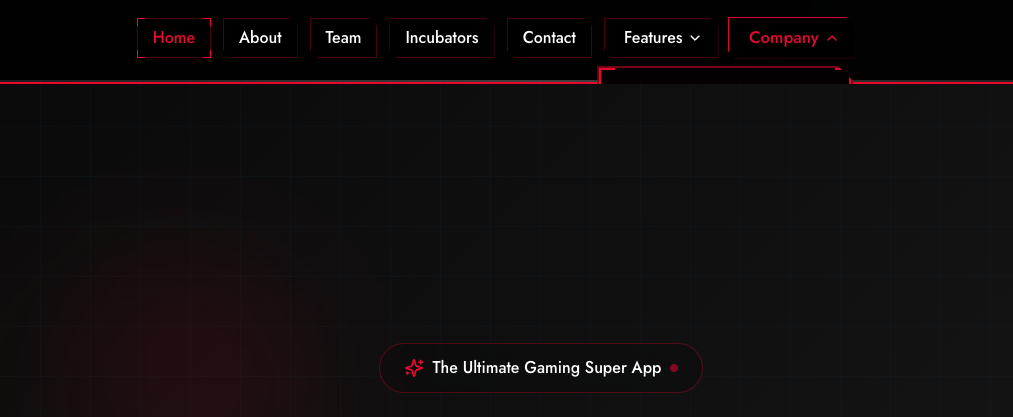 Home About Team Incubators Contact Features Company
The Ultimate Gaming Super App